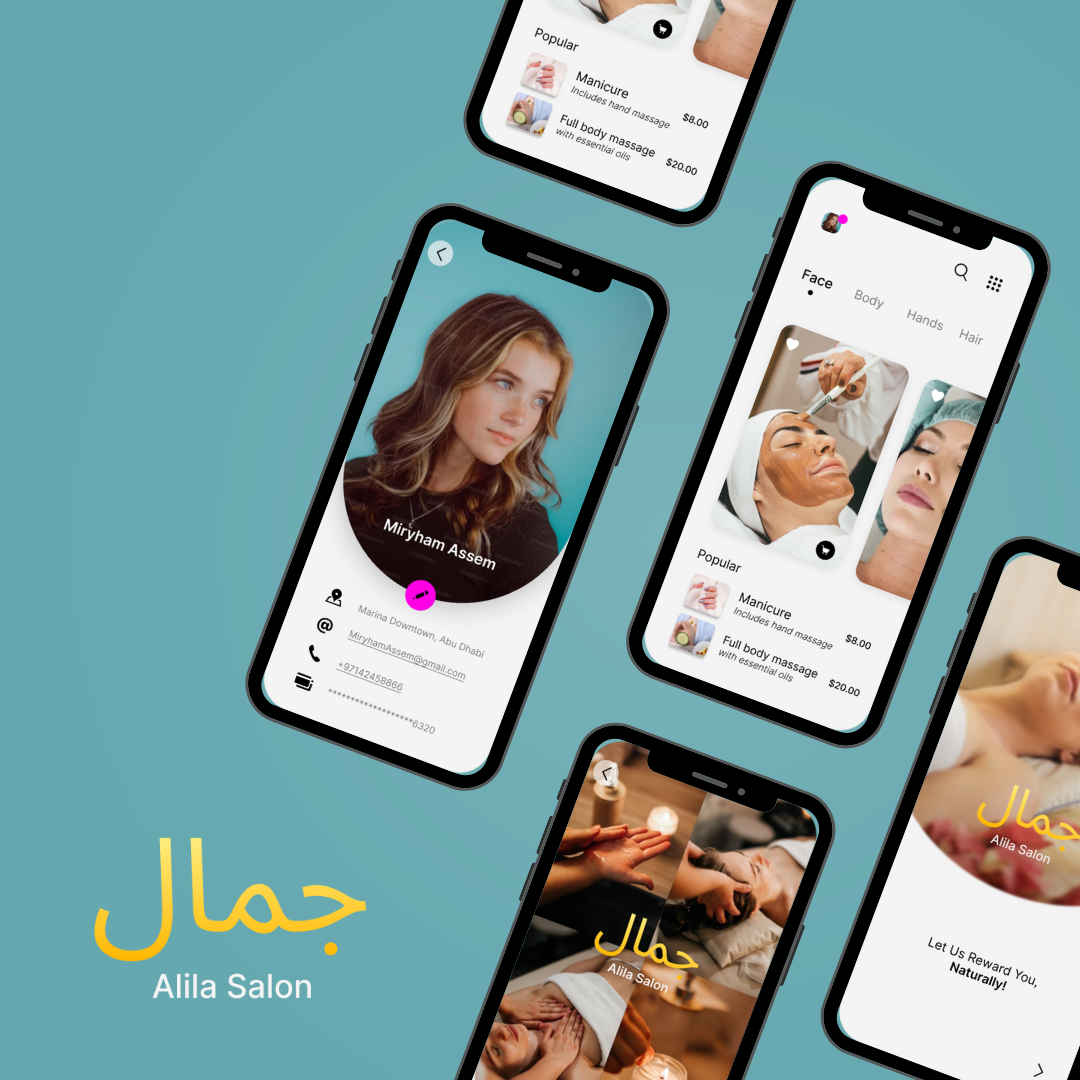 Popular
Manicure
Includes hand massage
$8.00
Full body massage
with essential oils
$20.00
Miryham Assem
Marina Downtown, Abu Dhabi
MiryhamAssem@gmail.com
+97142458866
******************6320
Face
Body
Hands
Hair
Popular
Manicure
Includes hand massage
$8.00
Full body massage
with essential oils
$20.00
جمال
Alila Salon
Let Us Reward You,
Naturally!
جمال
Alila Salon
جمال
Alila Salon